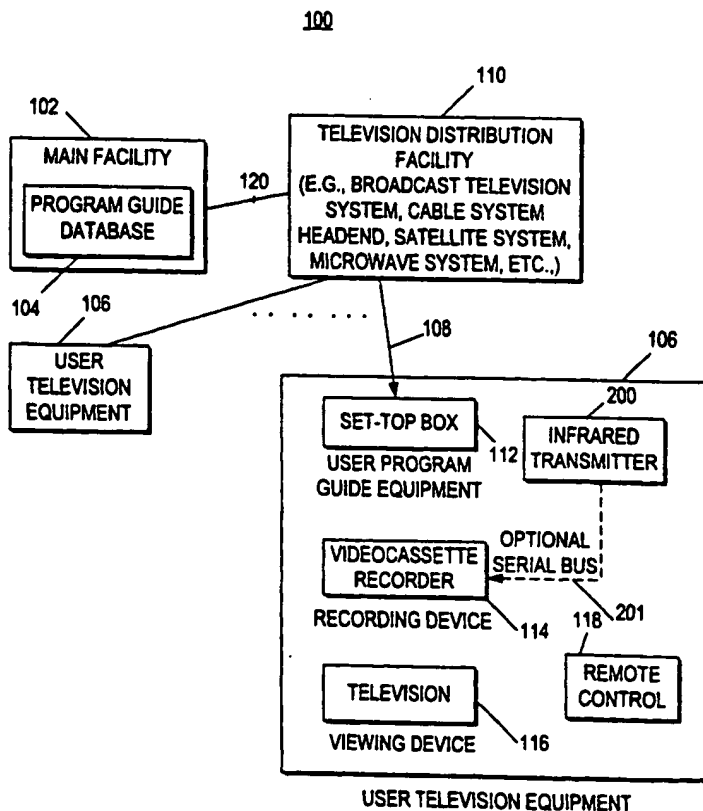 100
110
102
MAIN FACILITY
PROGRAM GUIDE
DATABASE
120
TELEVISION DISTRIBUTION
FACILITY
(E.G., BROADCAST TELEVISION
SYSTEM, CABLE SYSTEM
HEADEND, SATELLITE SYSTEM,
MICROWAVE SYSTEM, ETC.,)
104
106
USER
TELEVISION
EQUIPMENT
108
106
200
SET-TOP BOX
112
USER PROGRAM
GUIDE EQUIPMENT
INFRARED
TRANSMITTER
OPTIONAL
SERIAL BUS
201
VIDEOCASSETTE
RECORDER
RECORDING DEVICE
114
118
REMOTE
CONTROL
TELEVISION
VIEWING DEVICE
116
USER TELEVISION EQUIPMENT